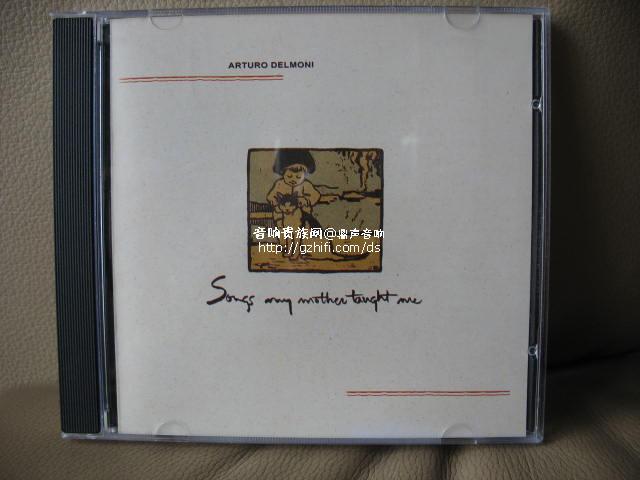 ARTURO DELMONI
音响贵族网@鼎声音响
http://gzhifi.com/ds
Songs my mother taught me